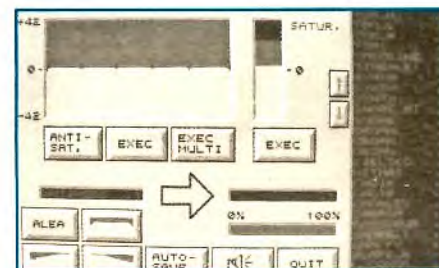 +42
SATUR.
0
-0
-42
ANTI-
SAT.
EXEC
EXEC
MULTI
EXEC
0%
100%
ALEA
AUTO-
SAVE
QUIT